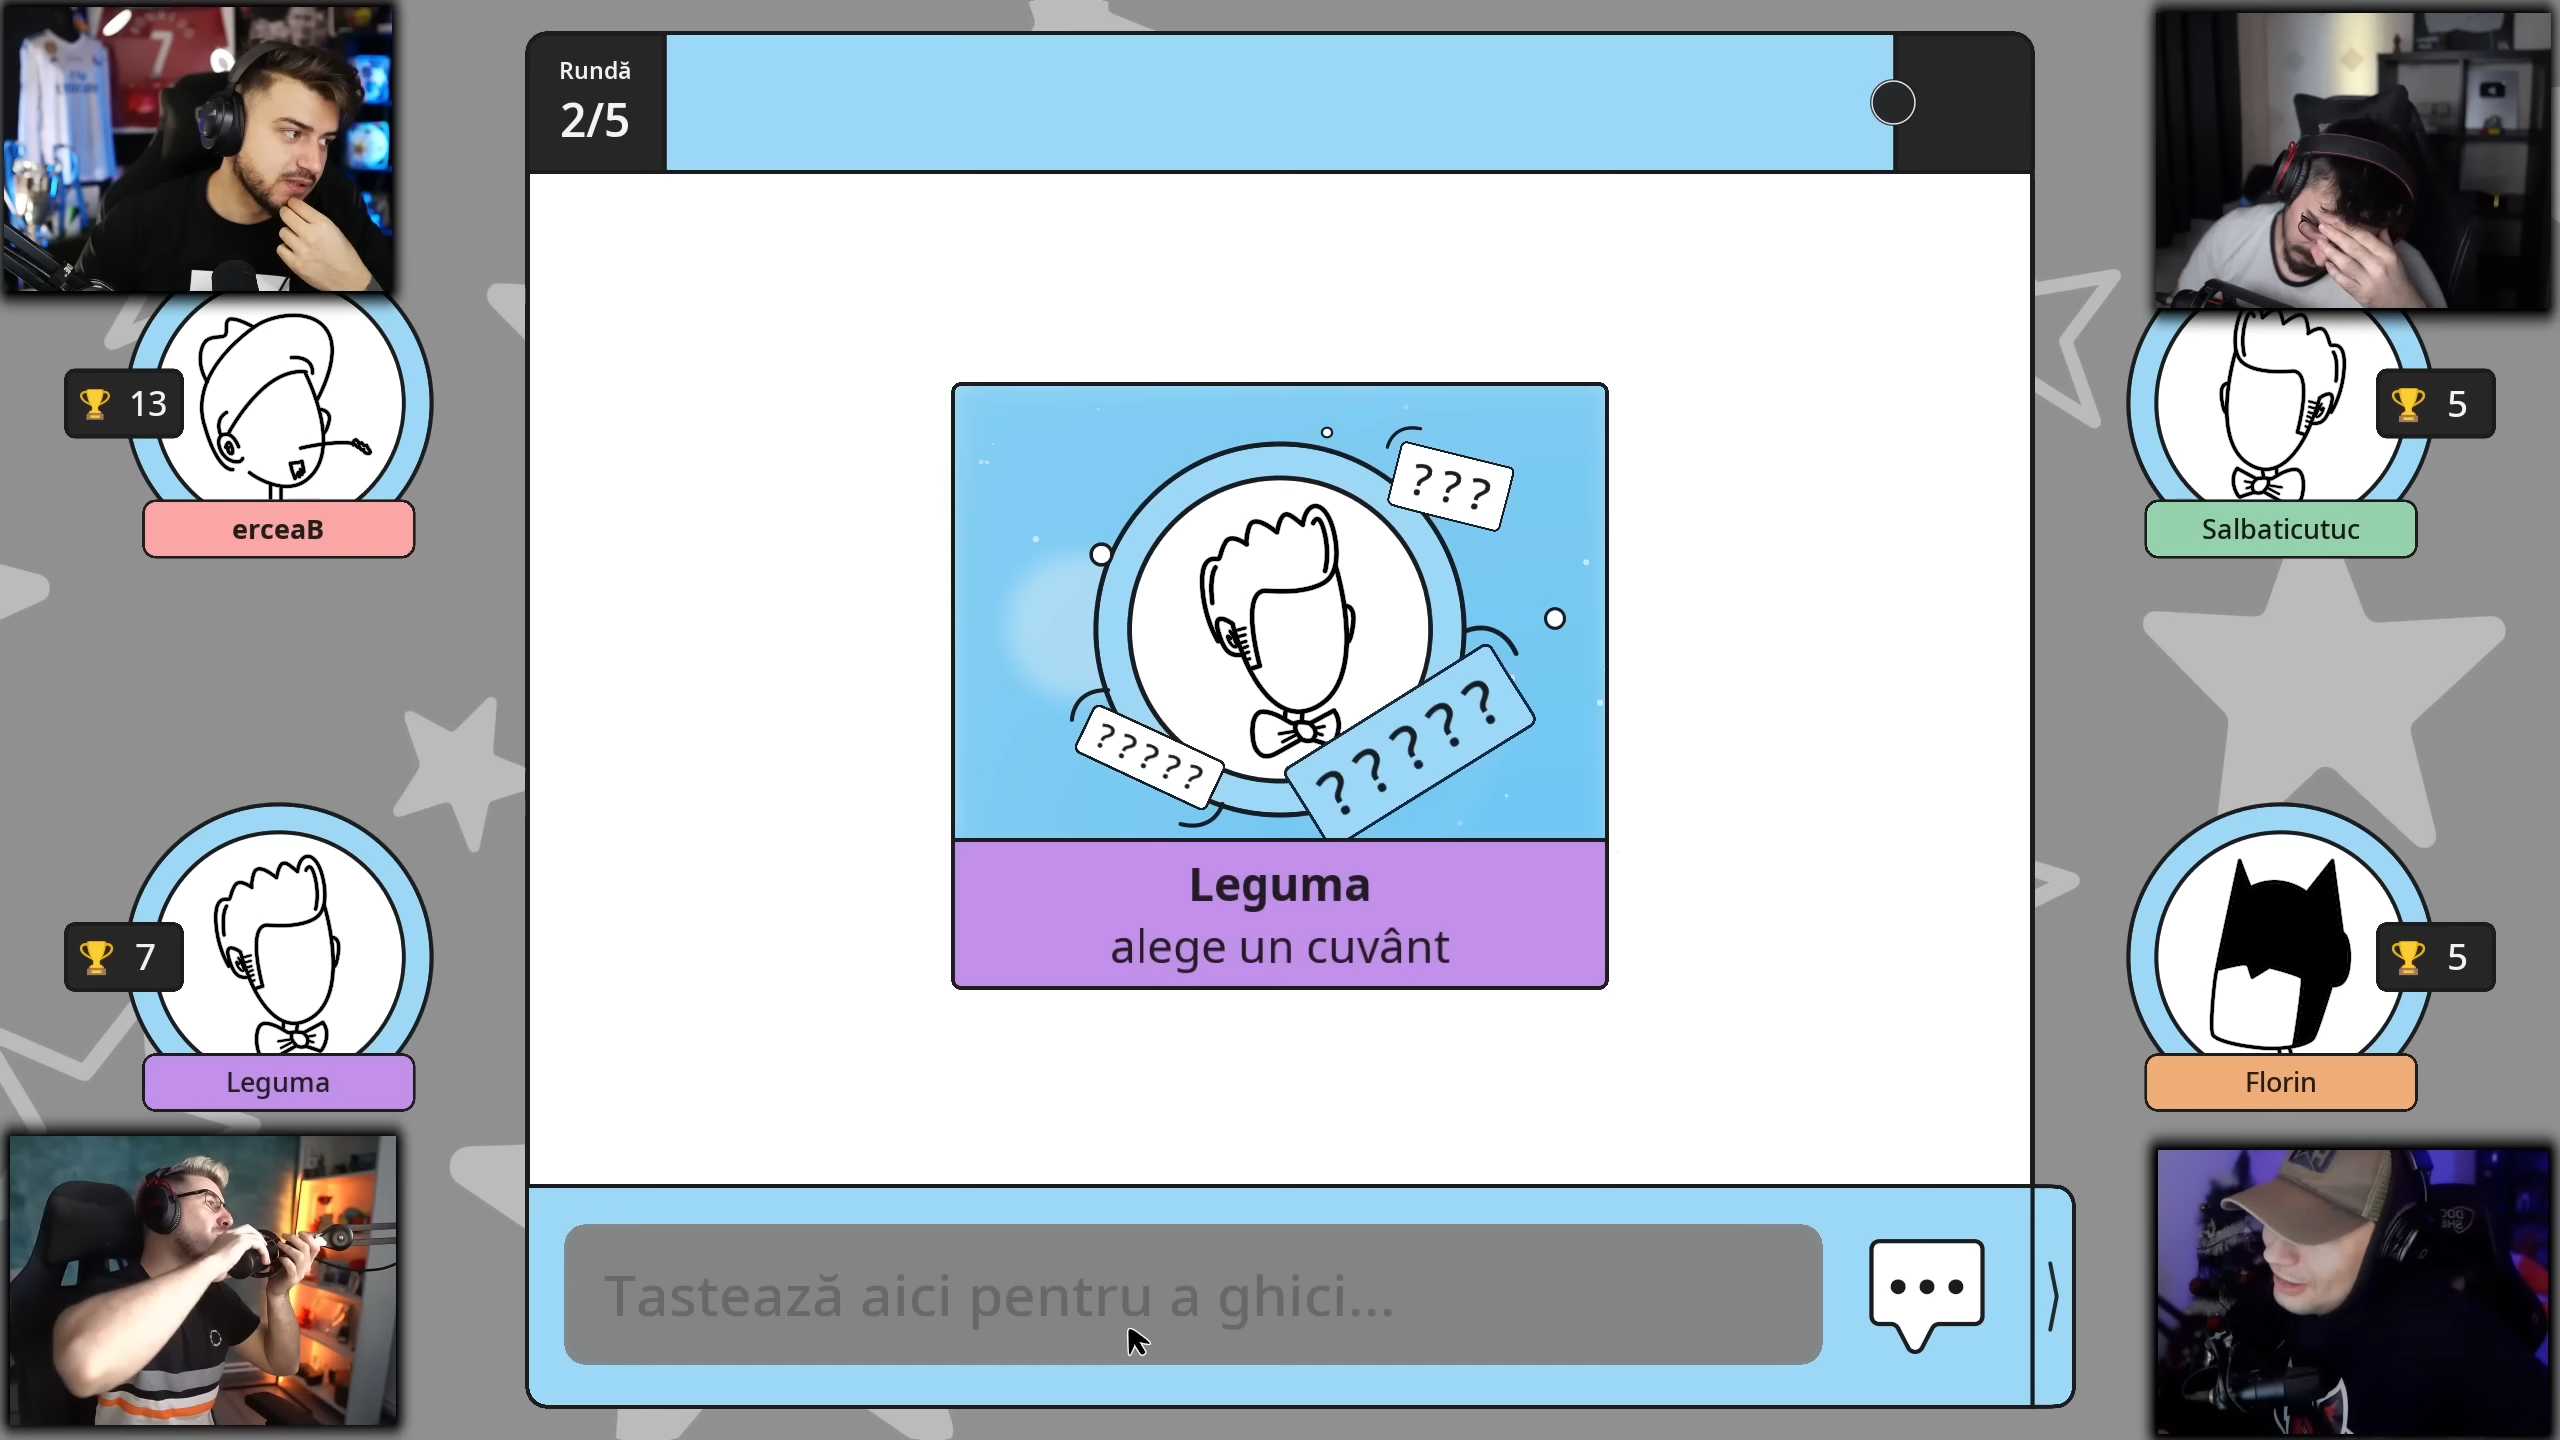 7
Rundă
2/5
13
erceaB
5
Salbaticutuc
???
?????
?????
Leguma
alege un cuvânt
7
Leguma
5
Florin
Tastează aici pentru a ghici...